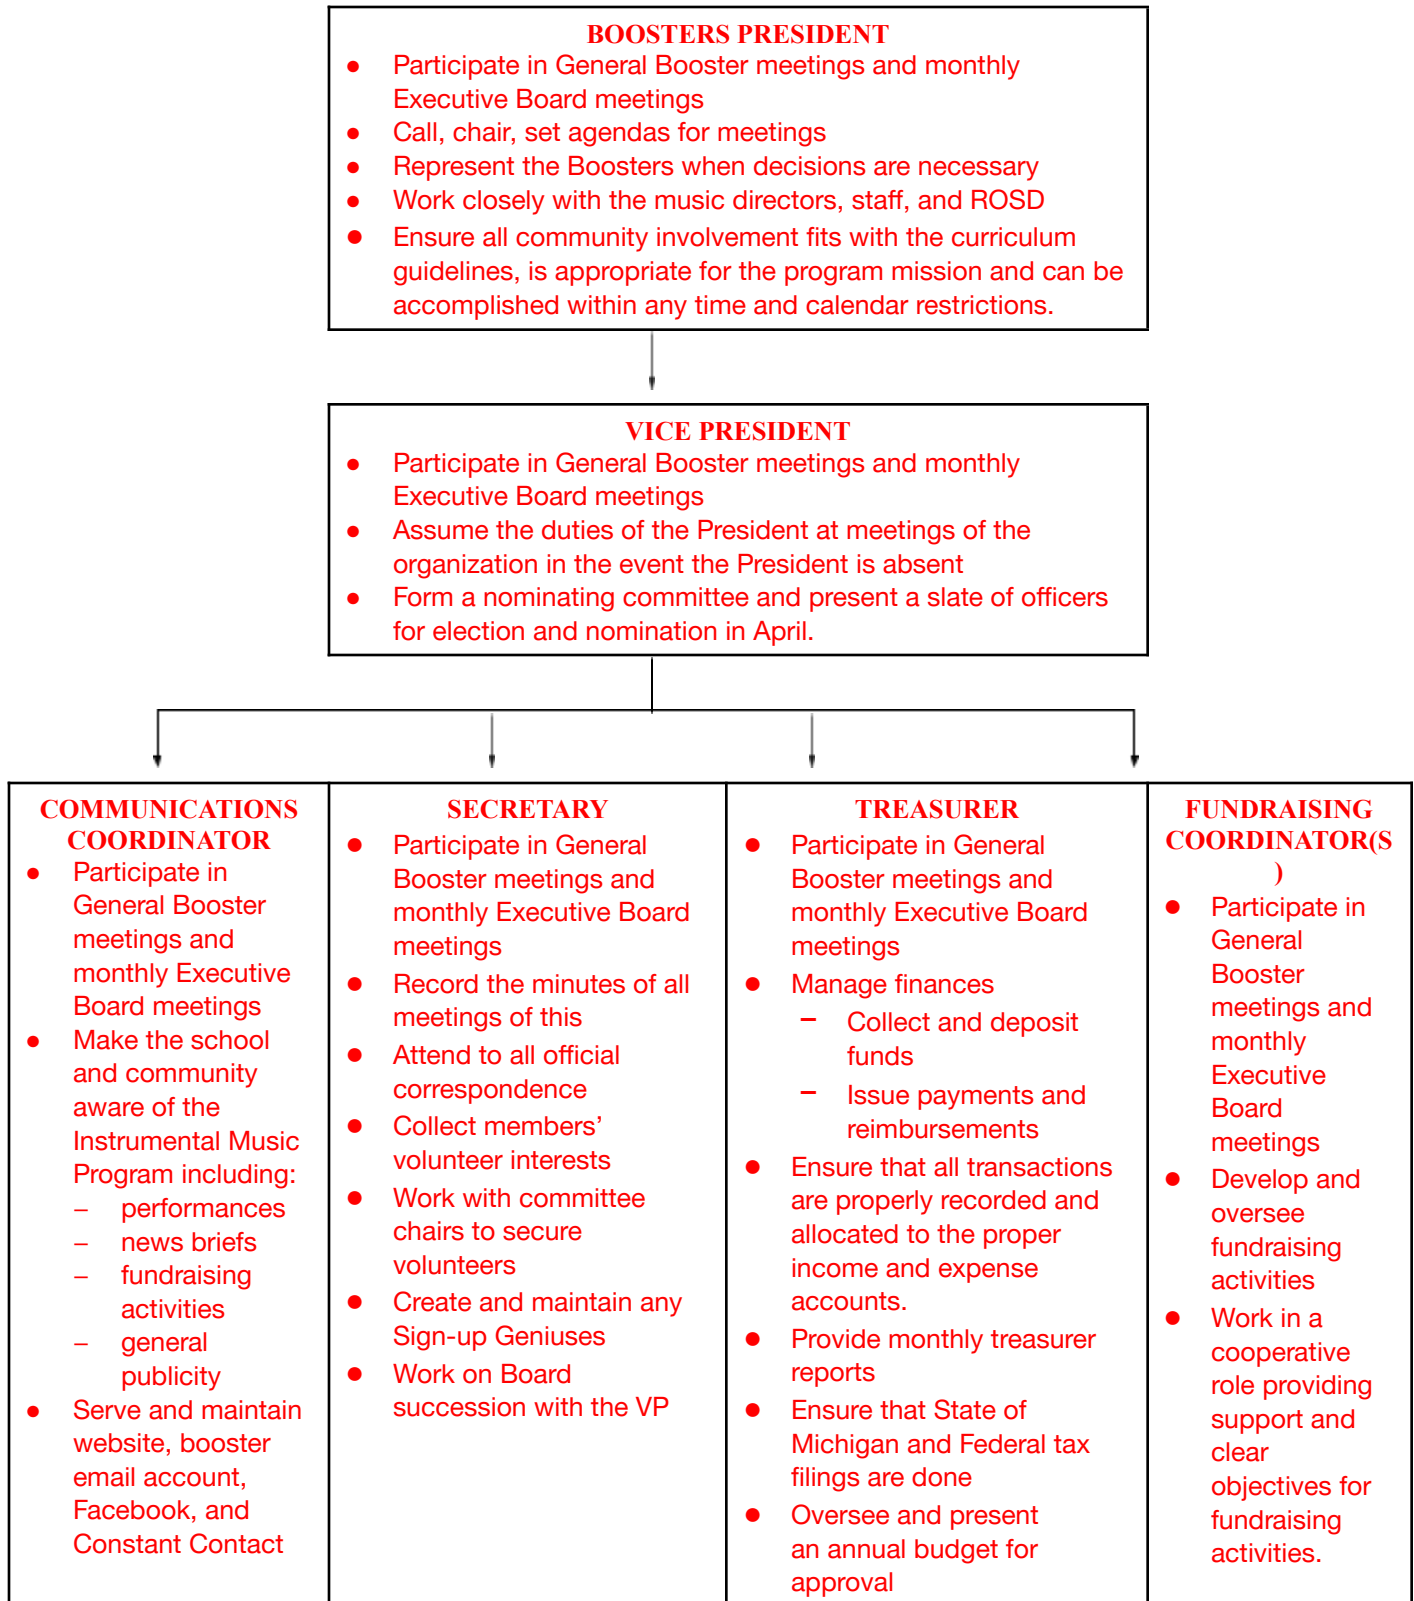 BOOSTERS PRESIDENT
● Participate in General Booster meetings and monthly
Executive Board meetings
● Call, chair, set agendas for meetings
● Represent the Boosters when decisions are necessary
● Work closely with the music directors, staff, and ROSD
● Ensure all community involvement fits with the curriculum
guidelines, is appropriate for the program mission and can be
accomplished within any time and calendar restrictions.
VICE PRESIDENT
● Participate in General Booster meetings and monthly
Executive Board meetings
● Assume the duties of the President at meetings of the
organization in the event the President is absent
● Form a nominating committee and present a slate of officers
for election and nomination in April.
COMMUNICATIONS
COORDINATOR
● Participate in
General Booster
meetings and
monthly Executive
Board meetings
● Make the school
and community
aware of the
Instrumental Music
Program including:
– performances
– news briefs
– fundraising
activities
– general
publicity
● Serve and maintain
website, booster
email account,
Facebook, and
Constant Contact
SECRETARY
● Participate in General
Booster meetings and
monthly Executive Board
meetings
● Record the minutes of all
meetings of this
● Attend to all official
correspondence
● Collect members’
volunteer interests
● Work with committee
chairs to secure
volunteers
● Create and maintain any
Sign-up Geniuses
● Work on Board
succession with the VP
TREASURER
● Participate in General
Booster meetings and
monthly Executive Board
meetings
● Manage finances
– Collect and deposit
funds
– Issue payments and
reimbursements
● Ensure that all transactions
are properly recorded and
allocated to the proper
income and expense
accounts.
● Provide monthly treasurer
reports
● Ensure that State of
Michigan and Federal tax
filings are done
● Oversee and present
an annual budget for
approval
FUNDRAISING
COORDINATOR(S
)
● Participate in
General
Booster
meetings and
monthly
Executive
Board
meetings
● Develop and
oversee
fundraising
activities
● Work in a
cooperative
role providing
support and
clear
objectives for
fundraising
activities.